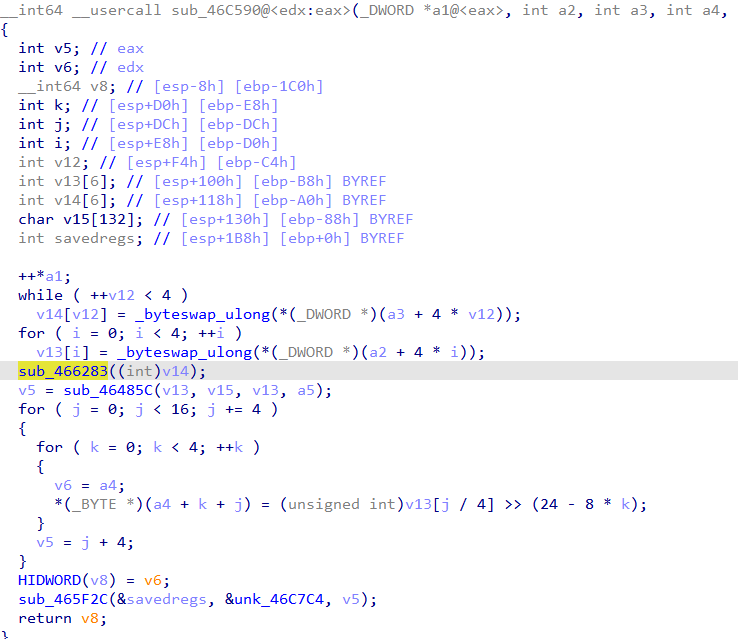 __int64 __usercall sub_46C590@<edx:eax>(_DWORD *a1@<eax>, int a2, int a3, int a4,
{
  int v5; // eax
  int v6; // edx
  __int64 v8; // [esp-8h] [ebp-1C0h]
  int k; // [esp+D0h] [ebp-E8h]
  int j; // [esp+DCh] [ebp-DCh]
  int i; // [esp+E8h] [ebp-D0h]
  int v12; // [esp+F4h] [ebp-C4h]
  int v13[6]; // [esp+100h] [ebp-B8h] BYREF
  int v14[6]; // [esp+118h] [ebp-A0h] BYREF
  char v15[132]; // [esp+130h] [ebp-88h] BYREF
  int savedregs; // [esp+1B8h] [ebp+0h] BYREF

  ++*a1;
  while ( ++v12 < 4 )
    v14[v12] = _byteswap_ulong(*(_DWORD *)(a3 + 4 * v12));
  for ( i = 0; i < 4; ++i )
    v13[i] = _byteswap_ulong(*(_DWORD *)(a2 + 4 * i));
  sub_466283((int)v14);
  v5 = sub_46485C(v13, v15, v13, a5);
  for ( j = 0; j < 16; j += 4 )
  {
    for ( k = 0; k < 4; ++k )
    {
      v6 = a4;
      *(_BYTE *)(a4 + k + j) = (unsigned int)v13[j / 4] >> (24 - 8 * k);
    }
    v5 = j + 4;
  }
  HIDWORD(v8) = v6;
  sub_465F2C(&savedregs, &unk_46C7C4, v5);
  return v8;
}